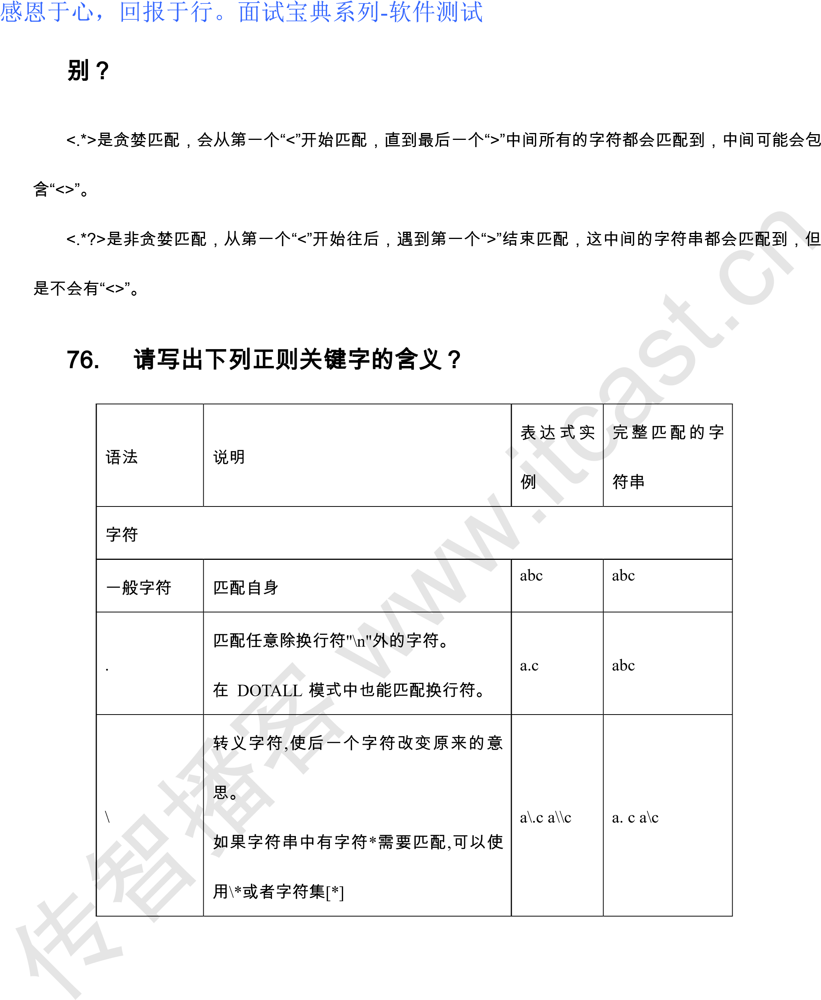 感恩于心，回报于行。面试宝典系列-软件测试
别？
<.*>是贪婪匹配，会从第一个“<”开始匹配，直到最后一个“>”中间所有的字符都会匹配到，中间可能会包
含“<>”。
<.*?>是非贪婪匹配，从第一个“<”开始往后，遇到第一个“>”结束匹配，这中间的字符串都会匹配到，但
是不会有“<>”。
76. 请写出下列正则关键字的含义？
语法
说明
表达式实
例
完整匹配的字
符串
字符
一般字符
匹配自身
abc
abc
.
匹配任意除换行符"\n"外的字符。
在 DOTALL 模式中也能匹配换行符。
a.c
abc
\
转义字符,使后一个字符改变原来的意
思。
如果字符串中有字符*需要匹配,可以使
用\*或者字符集[*]
a\.c a\\c
a. c a\c
传智播客 www.itcast.cn